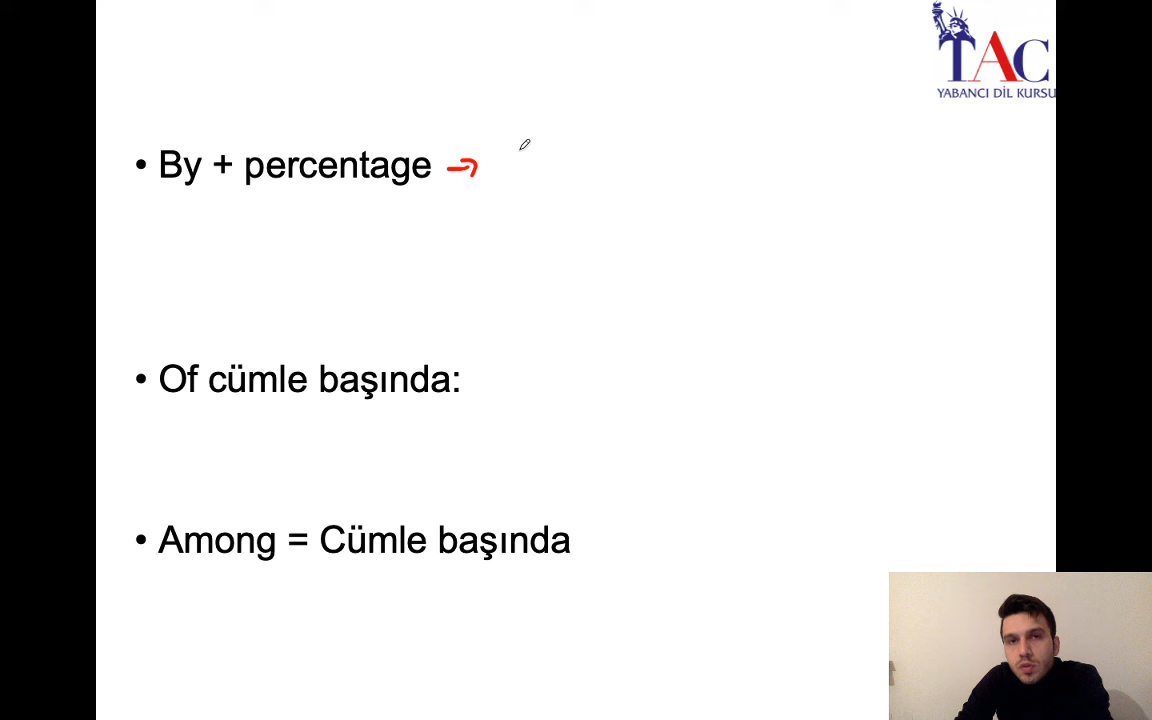 TAC
YABANCI DİL KURSU
• By + percentage →
• Of cümle başında:
• Among = Cümle başında